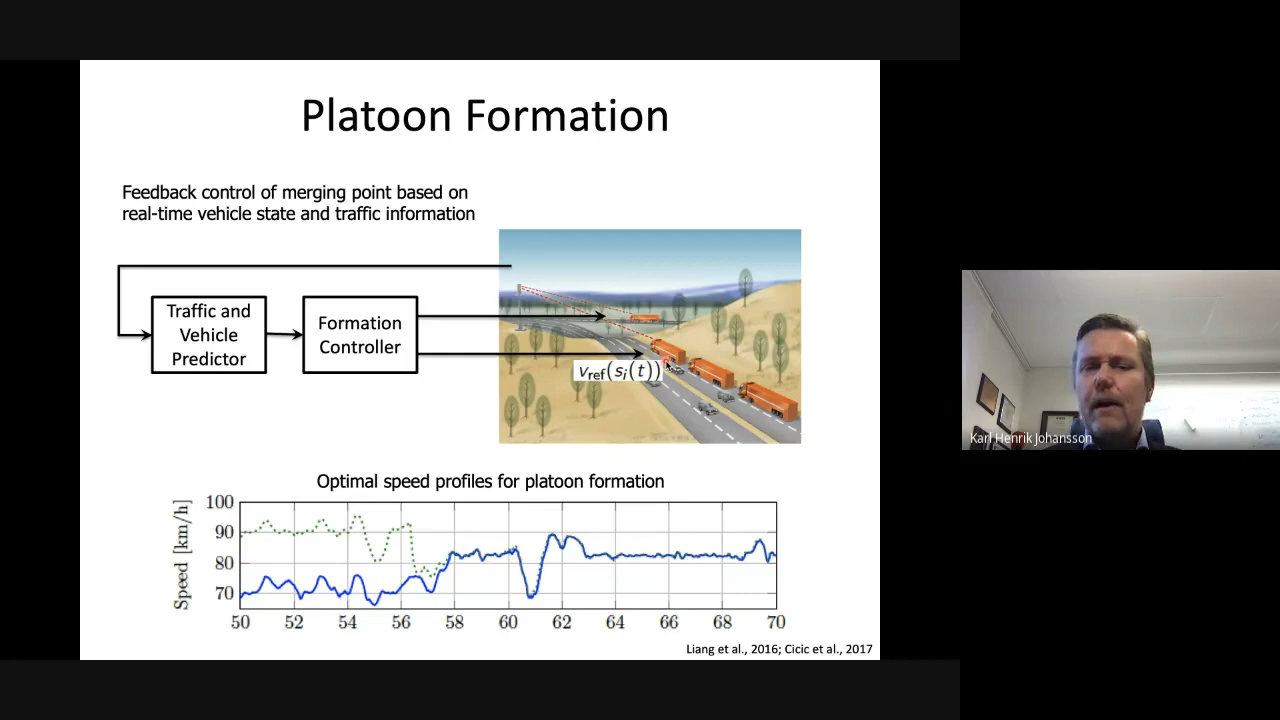 Platoon Formation
Feedback control of merging point based on
real-time vehicle state and traffic information
Traffic and
Vehicle
Predictor
Formation
Controller
v_ref(s_i(t))
Optimal speed profiles for platoon formation
Speed [km/h]
100
90
80
70
50 52 54 56 58 60 62 64 66 68 70
Liang et al., 2016; Cicic et al., 2017
Karl Henrik Johansson